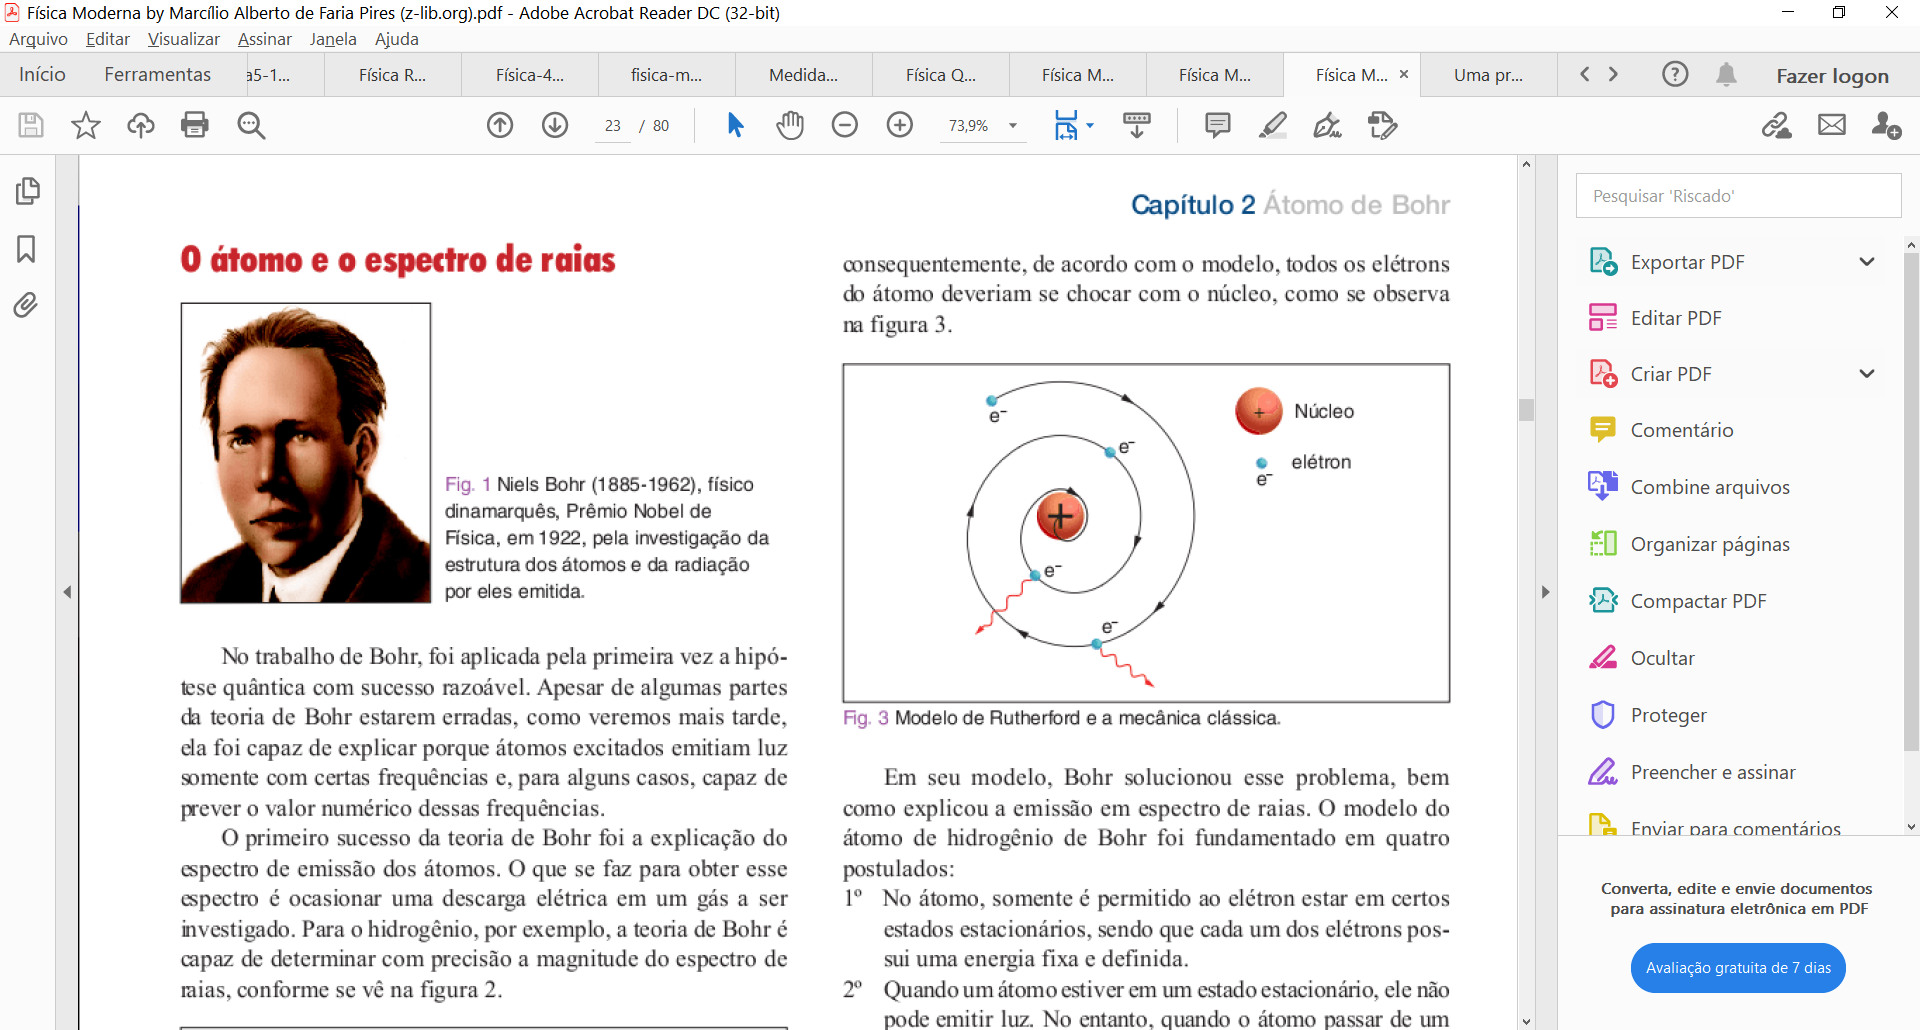 Física Moderna by Marcílio Alberto de Faria Pires (z-lib.org).pdf - Adobe Acrobat Reader DC (32-bit)
Arquivo Editar Visualizar Assinar Janela Ajuda
Início Ferramentas a5-1... Física R... Física-4... fisica-m... Medida... Física Q... Física M... Física M... Física M... × Uma pr... Fazer logon
23 / 80 73,9%
Capítulo 2 Átomo de Bohr
O átomo e o espectro de raias
Fig. 1 Niels Bohr (1885-1962), físico
dinamarquês, Prêmio Nobel de
Física, em 1922, pela investigação da
estrutura dos átomos e da radiação
por eles emitida.
No trabalho de Bohr, foi aplicada pela primeira vez a hipó-
tese quântica com sucesso razoável. Apesar de algumas partes
da teoria de Bohr estarem erradas, como veremos mais tarde,
ela foi capaz de explicar porque átomos excitados emitiam luz
somente com certas frequências e, para alguns casos, capaz de
prever o valor numérico dessas frequências.
O primeiro sucesso da teoria de Bohr foi a explicação do
espectro de emissão dos átomos. O que se faz para obter esse
espectro é ocasionar uma descarga elétrica em um gás a ser
investigado. Para o hidrogênio, por exemplo, a teoria de Bohr é
capaz de determinar com precisão a magnitude do espectro de
raias, conforme se vê na figura 2.
consequentemente, de acordo com o modelo, todos os elétrons
do átomo deveriam se chocar com o núcleo, como se observa
na figura 3.
e⁻
e⁻
+
e⁻
e⁻
+ Núcleo
elétron
e⁻
Fig. 3 Modelo de Rutherford e a mecânica clássica.
Em seu modelo, Bohr solucionou esse problema, bem
como explicou a emissão em espectro de raias. O modelo do
átomo de hidrogênio de Bohr foi fundamentado em quatro
postulados:
1º No átomo, somente é permitido ao elétron estar em certos
estados estacionários, sendo que cada um dos elétrons pos-
sui uma energia fixa e definida.
2º Quando um átomo estiver em um estado estacionário, ele não
pode emitir luz. No entanto, quando o átomo passar de um
Pesquisar 'Riscado'
Exportar PDF
Editar PDF
Criar PDF
Comentário
Combine arquivos
Organizar páginas
Compactar PDF
Ocultar
Proteger
Preencher e assinar
Enviar para comentários
Converta, edite e envie documentos
para assinatura eletrônica em PDF
Avaliação gratuita de 7 dias